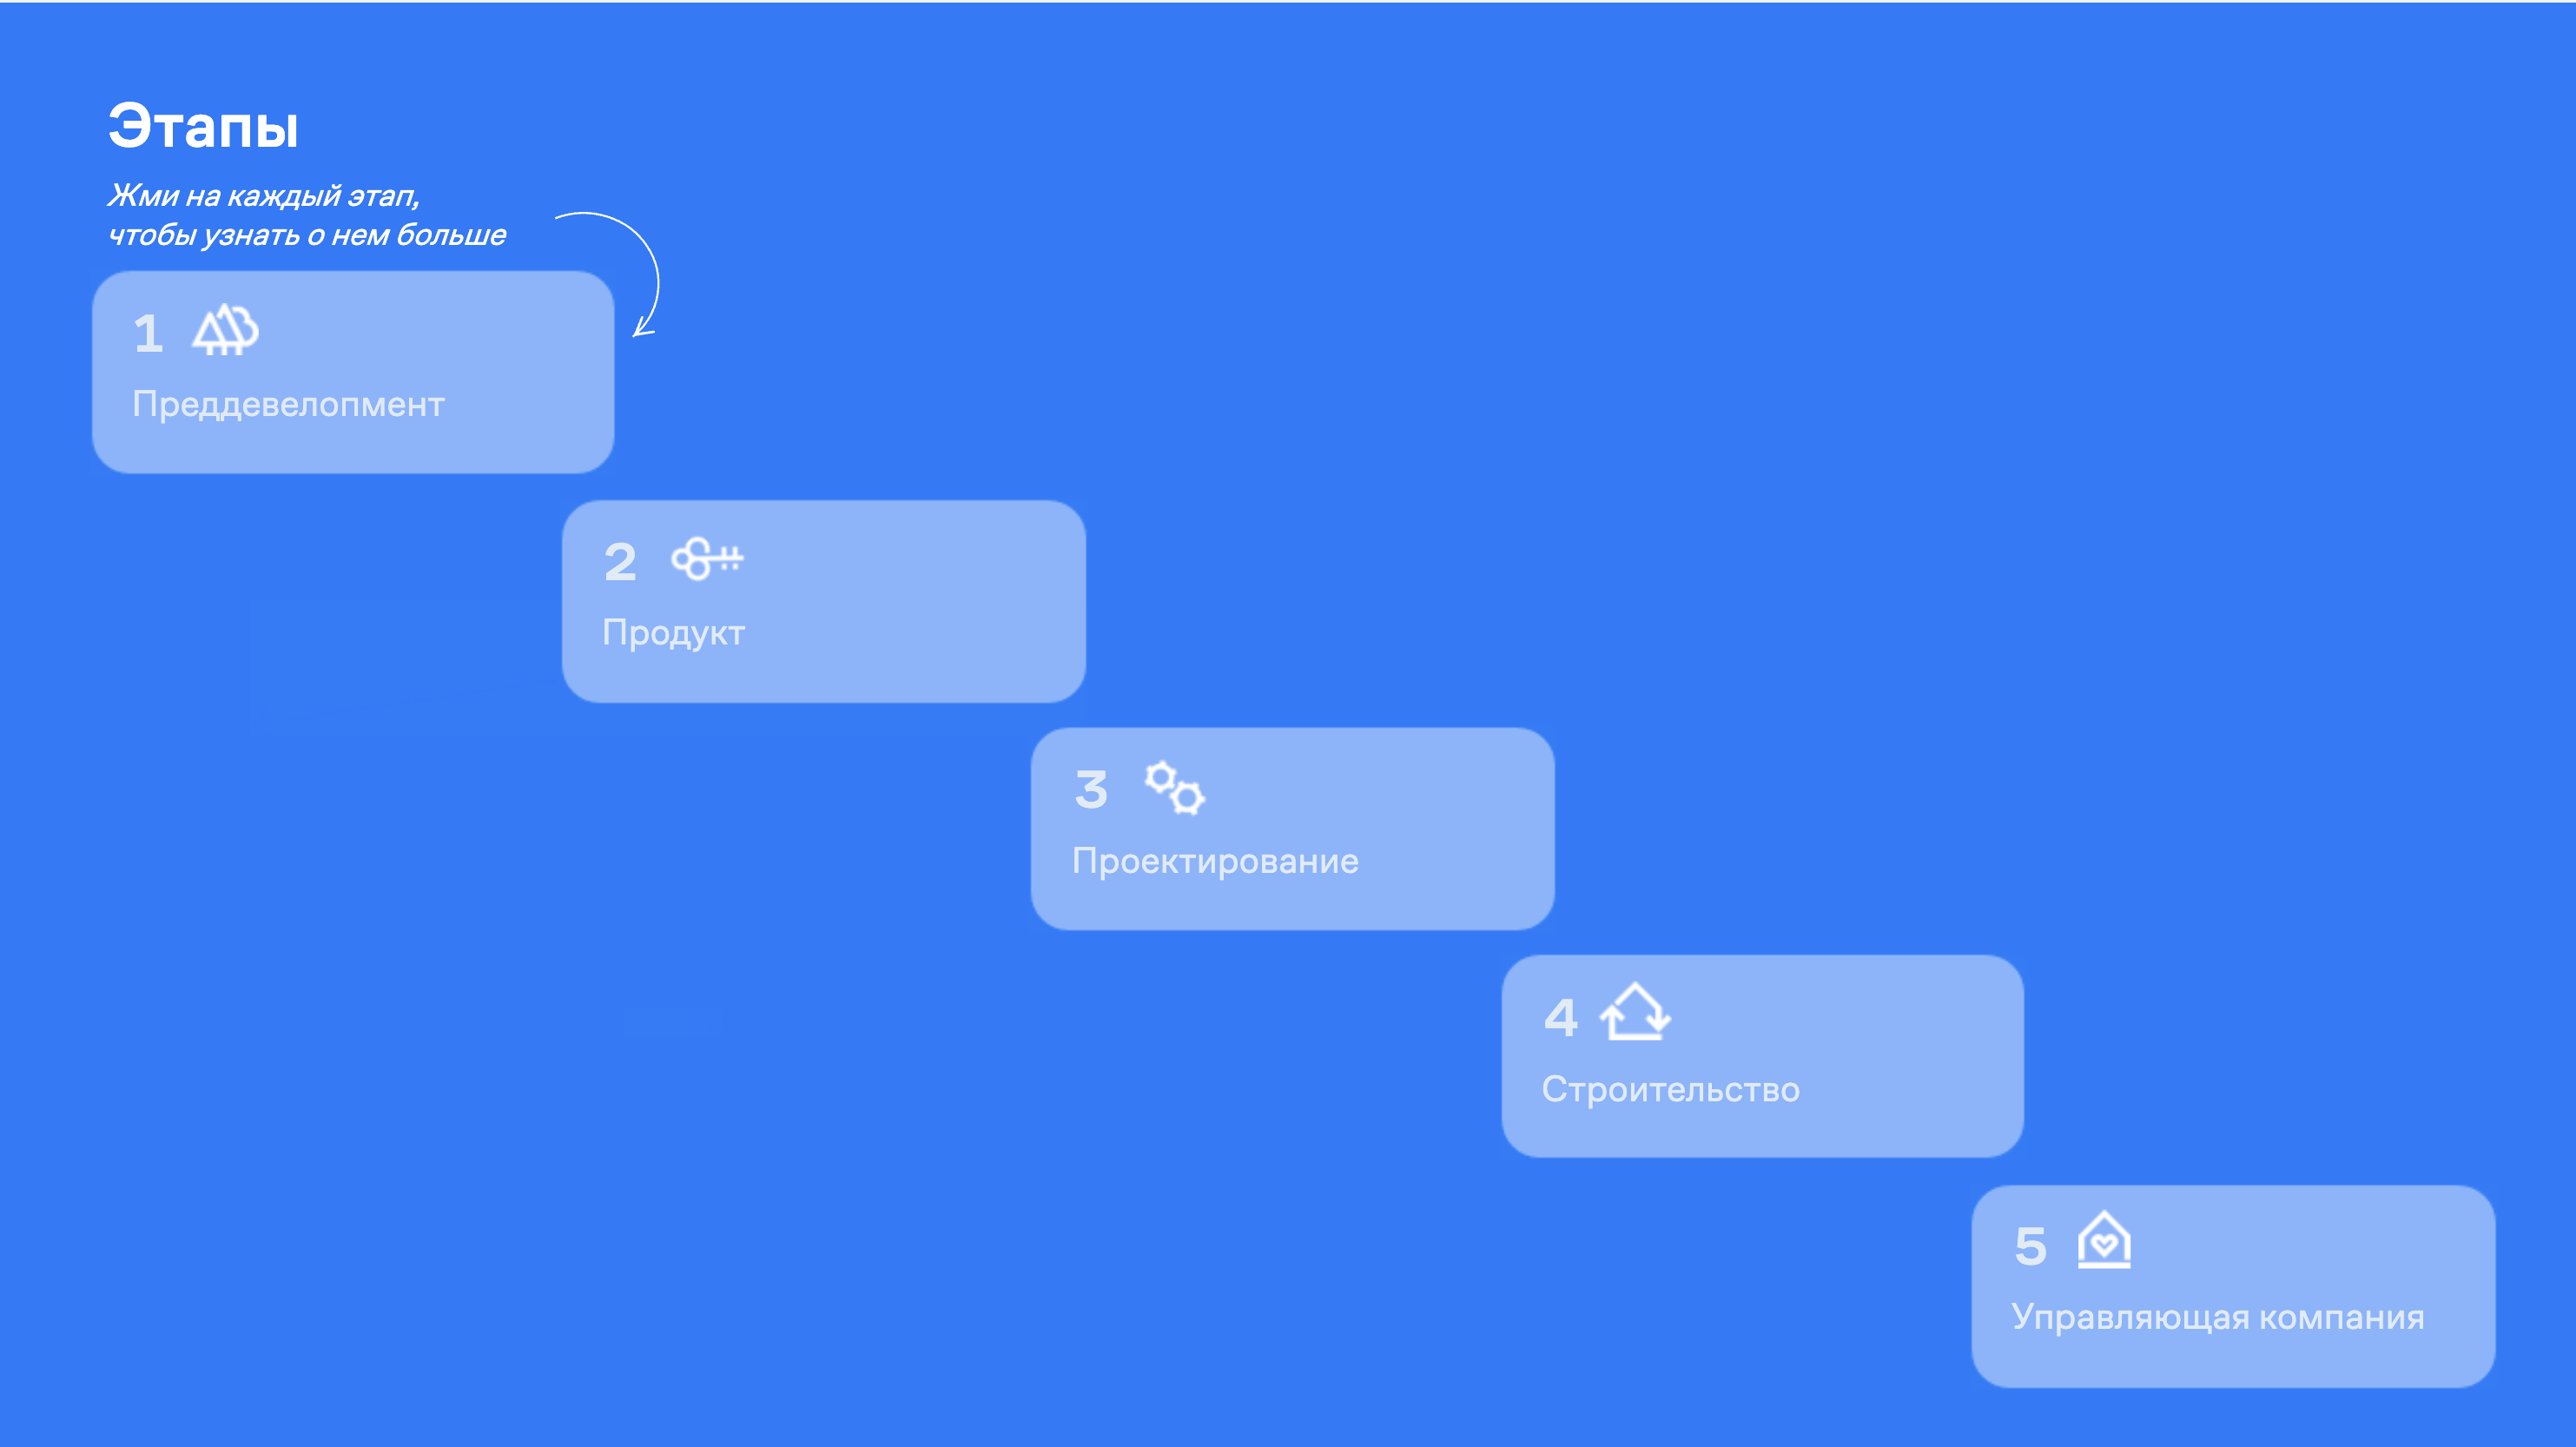 Этапы
Жми на каждый этап,
чтобы узнать о нем больше
1
Преддевелопмент
2
Продукт
3
Проектирование
4
Строительство
5
Управляющая компания